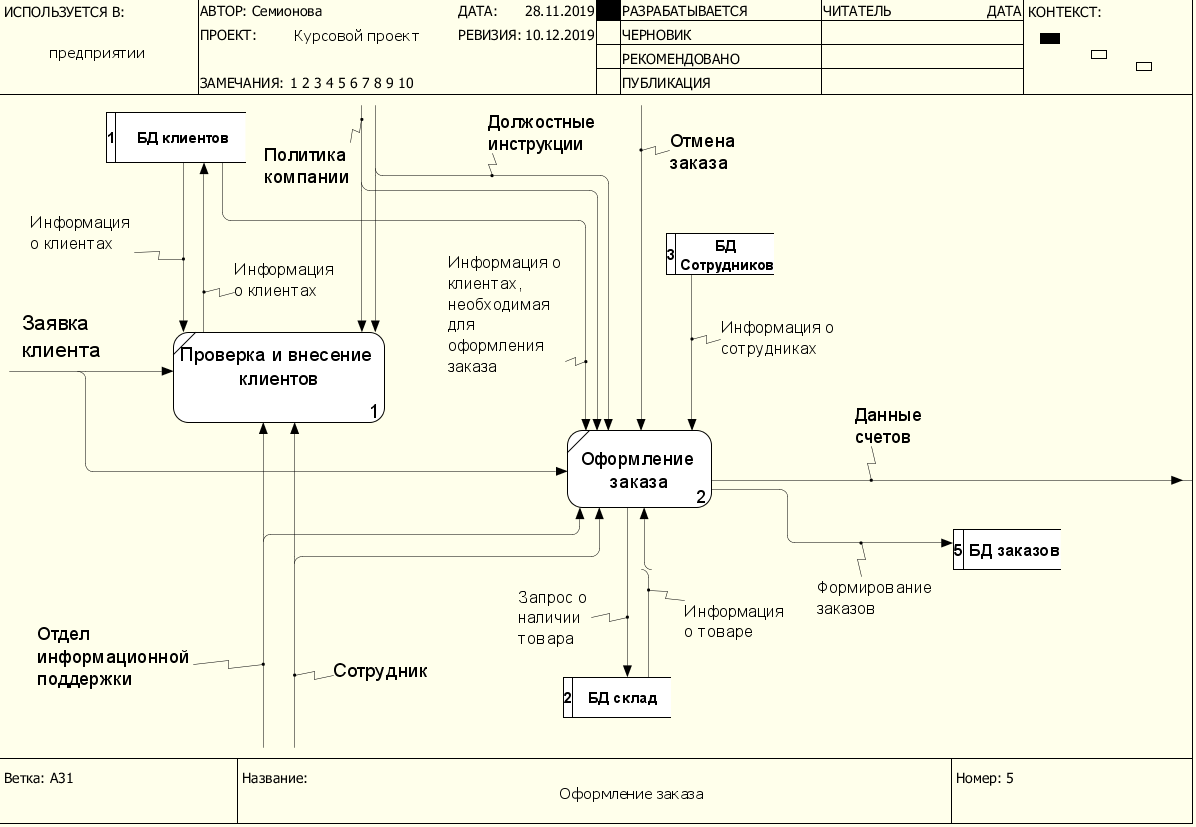 ИСПОЛЬЗУЕТСЯ В:
предприятии
АВТОР: Семионова
ДАТА: 28.11.2019
ПРОЕКТ: Курсовой проект
РЕВИЗИЯ: 10.12.2019
ЗАМЕЧАНИЯ: 1 2 3 4 5 6 7 8 9 10
РАЗРАБАТЫВАЕТСЯ
ЧЕРНОВИК
РЕКОМЕНДОВАНО
ПУБЛИКАЦИЯ
ЧИТАТЕЛЬ
ДАТА
КОНТЕКСТ:
1
БД клиентов
Политика
компании
Должостные
инструкции
Отмена
заказа
Информация
о клиентах
Информация
о клиентах
Информация о
клиентах,
необходимая
для
оформления
заказа
3
БД
Сотрудников
Информация о
сотрудниках
Заявка
клиента
Проверка и внесение
клиентов
1
Оформление
заказа
2
Данные
счетов
5
БД заказов
Формирование
заказов
Запрос о
наличии
товара
Информация
о товаре
Отдел
информационной
поддержки
Сотрудник
2
БД склад
Ветка: A31
Название:
Оформление заказа
Номер: 5